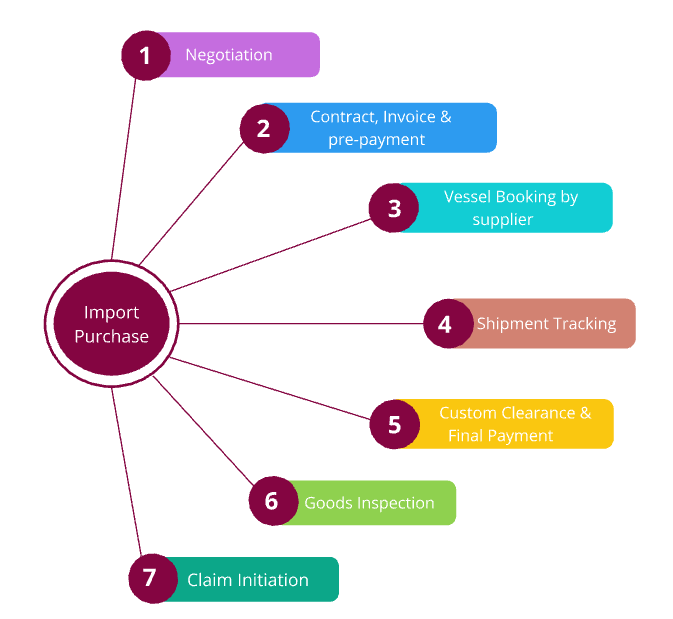 1
Negotiation
2
Contract, Invoice &
pre-payment
3
Vessel Booking by
supplier
Import
Purchase
4
Shipment Tracking
5
Custom Clearance &
Final Payment
6
Goods Inspection
7
Claim Initiation